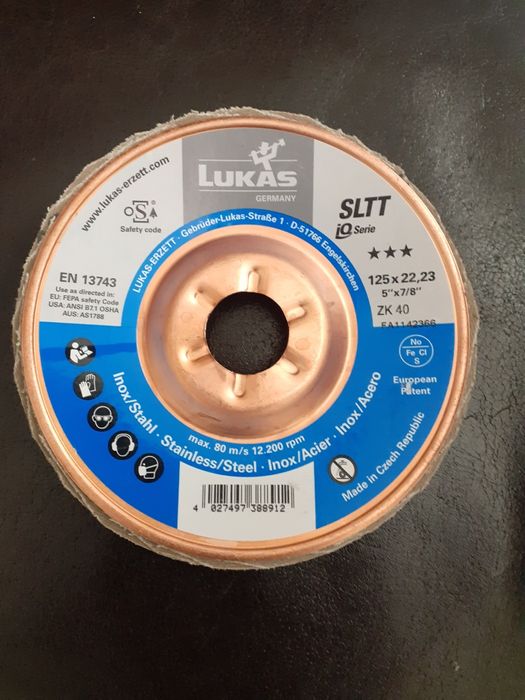 LUKAS
GERMANY
www.lukas-erzett.com
S
Safety code
SLTT
iQ Serie
★★★
125 x 22,23
5"x7/8"
ZK 40
EA1142366
EN 13743
Use as directed in:
EU: FEPA safety Code
USA: ANSI B7.1 OSHA
AUS: AS1788
LUKAS-ERZETT · Gebrüder-Lukas-Straße 1 · D-51766 Engelskirchen
No
Fe Cl
S
European
Patent
max. 80 m/s 12.200 rpm
Inox/Stahl · Stainless/Steel · Inox/Acier · Inox/Acero
Made in Czech Republic
4 027497 388912